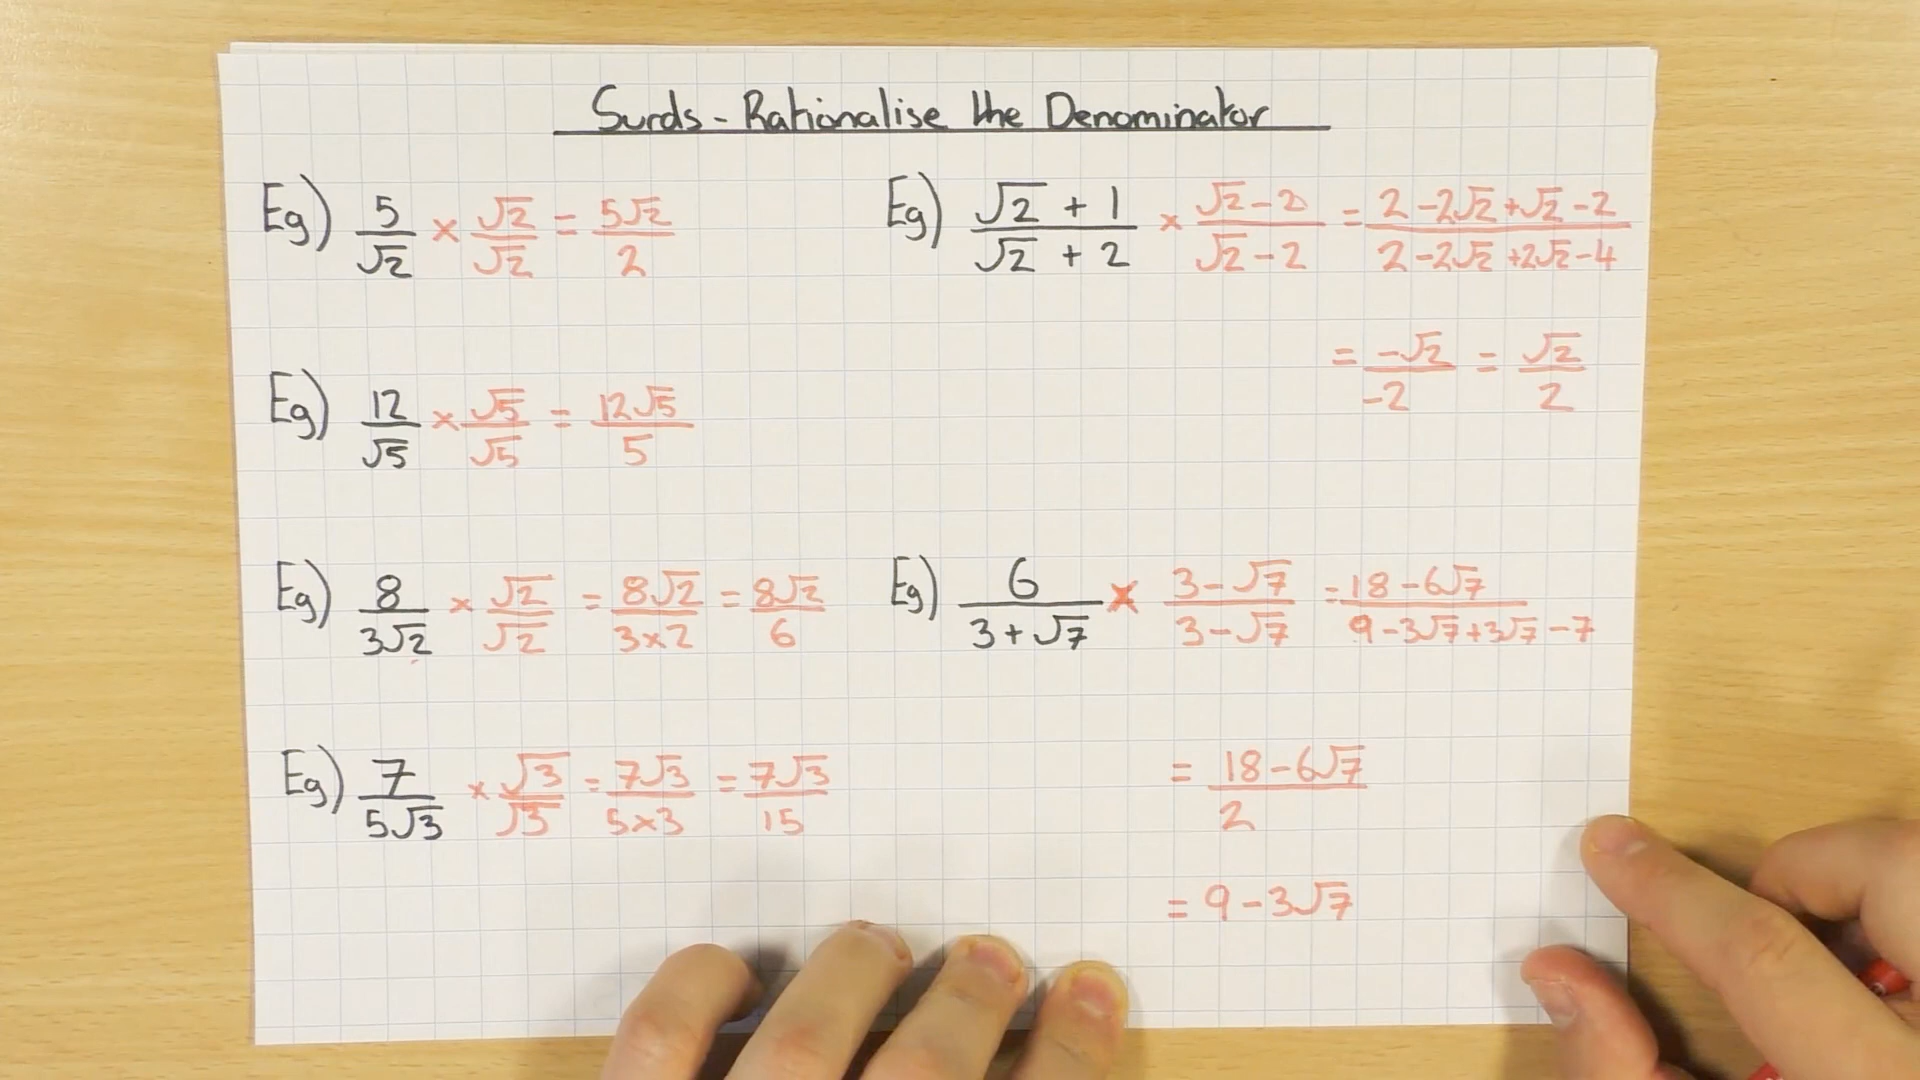 Surds - Rationalise the Denominator
Eg) 5/√2 × √2/√2 = 5√2/2
Eg) 12/√5 × √5/√5 = 12√5/5
Eg) 8/3√2 × √2/√2 = 8√2/3×2 = 8√2/6
Eg) 7/5√3 × √3/√3 = 7√3/5×3 = 7√3/15
Eg) √2 + 1/√2 + 2 × √2 - 2/√2 - 2 = 2 - 2√2 + √2 - 2/2 - 2√2 + 2√2 - 4
= -√2/-2 = √2/2
Eg) 6/3 + √7 × 3 - √7/3 - √7 = 18 - 6√7/9 - 3√7 + 3√7 - 7
= 18 - 6√7/2
= 9 - 3√7